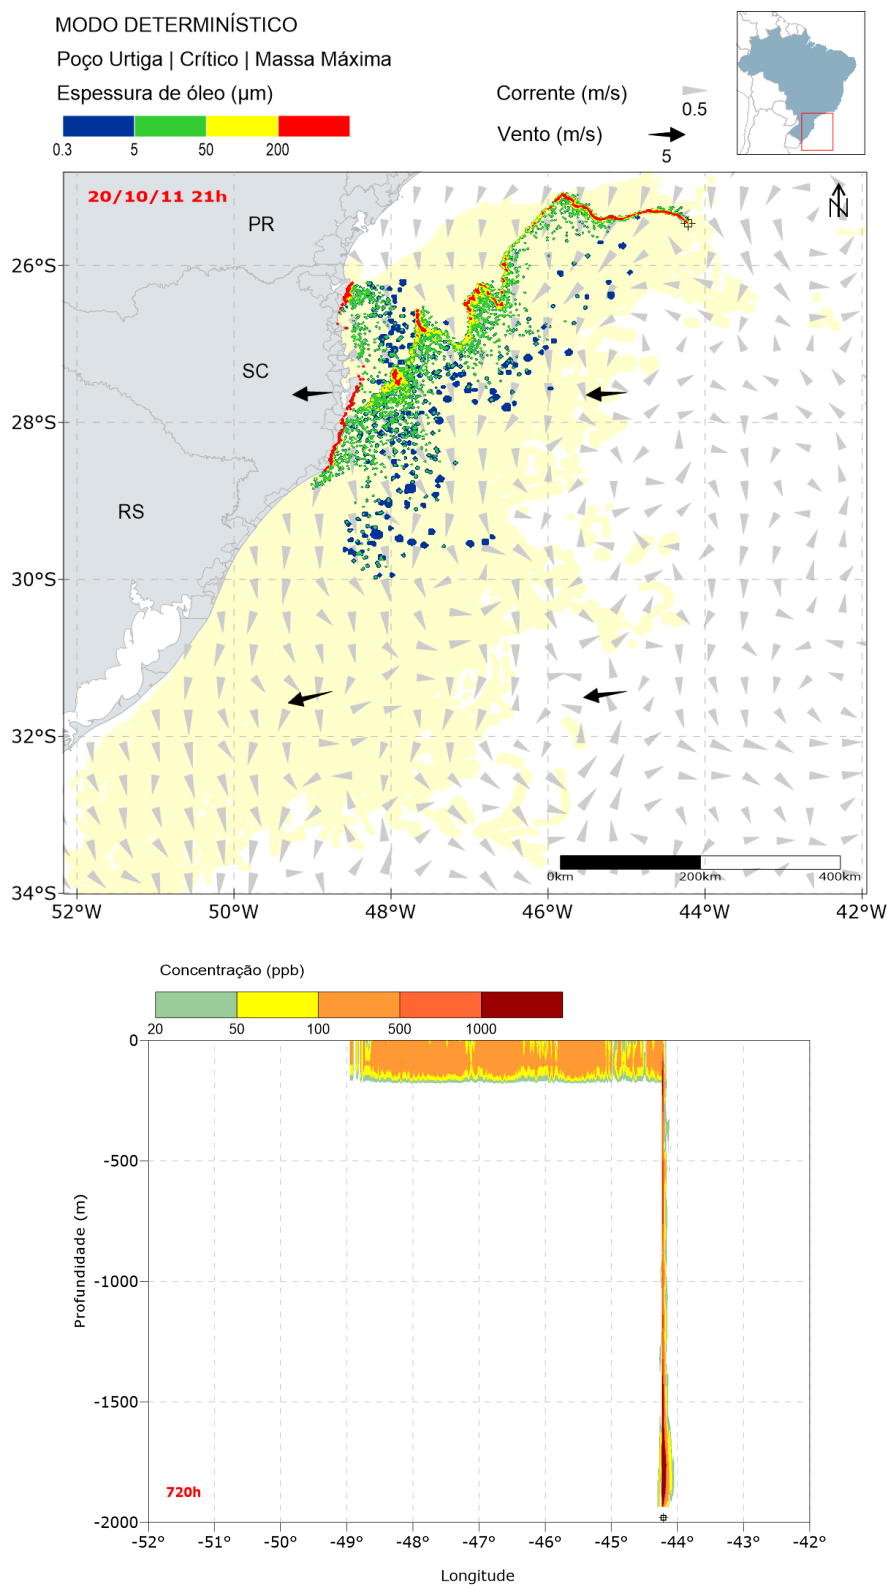 MODO DETERMINÍSTICO
Poço Urtiga | Crítico | Massa Máxima
Espessura de óleo (µm)
0.3 5 50 200
Corrente (m/s)
0.5
Vento (m/s)
5
20/10/11 21h
N
PR
SC
RS
26°S
28°S
30°S
32°S
34°S
0km 200km 400km
52°W 50°W 48°W 46°W 44°W 42°W
Concentração (ppb)
20 50 100 500 1000
0
-500
-1000
-1500
-2000
Profundidade (m)
720h
-52° -51° -50° -49° -48° -47° -46° -45° -44° -43° -42°
Longitude